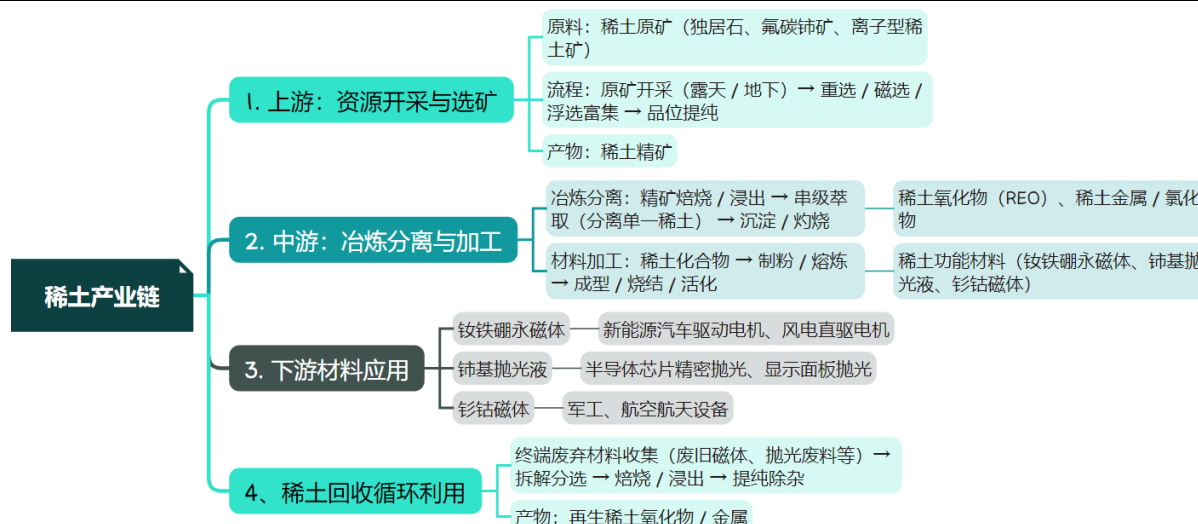 稀土产业链
1. 上游：资源开采与选矿
原料：稀土原矿（独居石、氟碳铈矿、离子型稀
土矿）
流程：原矿开采（露天 / 地下）→ 重选 / 磁选 /
浮选富集 → 品位提纯
产物：稀土精矿
2. 中游：冶炼分离与加工
冶炼分离：精矿焙烧 / 浸出 → 串级萃
取（分离单一稀土）→ 沉淀 / 灼烧
稀土氧化物（REO）、稀土金属 / 氯化
物
材料加工：稀土化合物 → 制粉 / 熔炼
→ 成型 / 烧结 / 活化
稀土功能材料（钕铁硼永磁体、铈基抛
光液、钐钴磁体）
3. 下游材料应用
钕铁硼永磁体
新能源汽车驱动电机、风电直驱电机
铈基抛光液
半导体芯片精密抛光、显示面板抛光
钐钴磁体
军工、航空航天设备
4、稀土回收循环利用
终端废弃材料收集（废旧磁体、抛光废料等）→
拆解分选 → 焙烧 / 浸出 → 提纯除杂
产物：再生稀土氧化物 / 金属